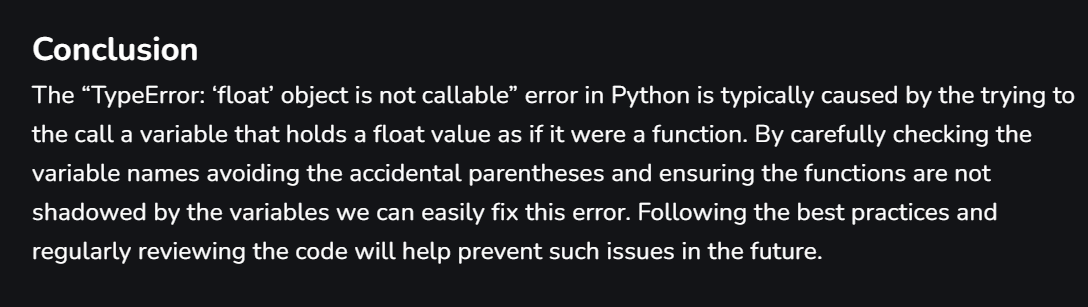 Conclusion
The “TypeError: ‘float’ object is not callable” error in Python is typically caused by the trying to
the call a variable that holds a float value as if it were a function. By carefully checking the
variable names avoiding the accidental parentheses and ensuring the functions are not
shadowed by the variables we can easily fix this error. Following the best practices and
regularly reviewing the code will help prevent such issues in the future.